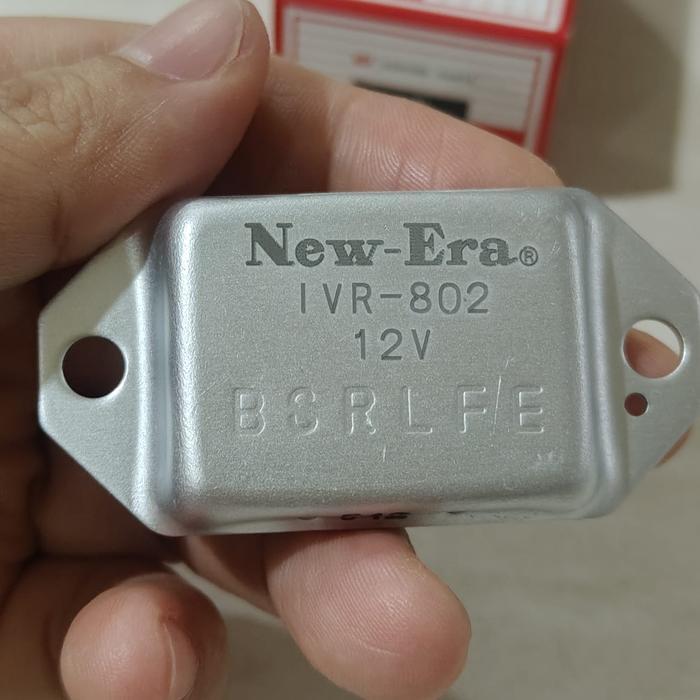 New-Era®
IVR-802
12V
B S R L F E